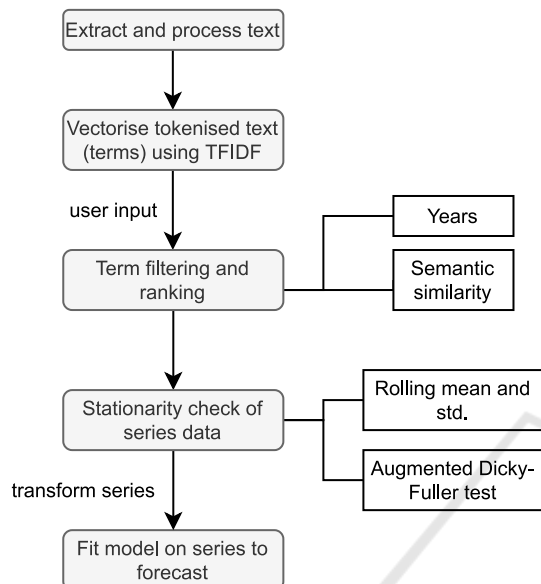 Extract and process text
Vectorise tokenised text
(terms) using TFIDF
user input
Years
Term filtering and
ranking
Semantic
similarity
Rolling mean and
std.
Stationarity check of
series data
Augmented Dicky-
Fuller test
transform series
Fit model on series to
forecast